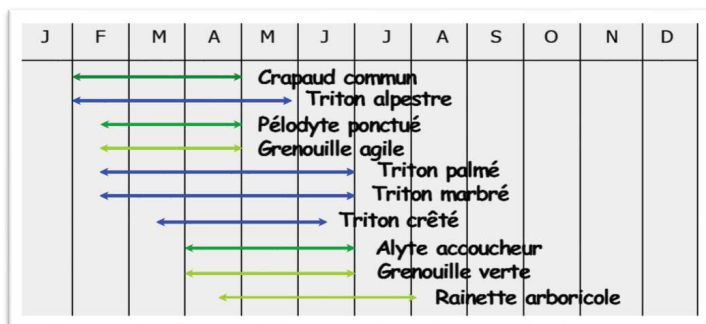 J F M A M J J A S O N D
Crapaud commun
Triton alpestre
Pélodyte ponctué
Grenouille agile
Triton palmé
Triton marbré
Triton crêté
Alyte accoucheur
Grenouille verte
Rainette arboricole